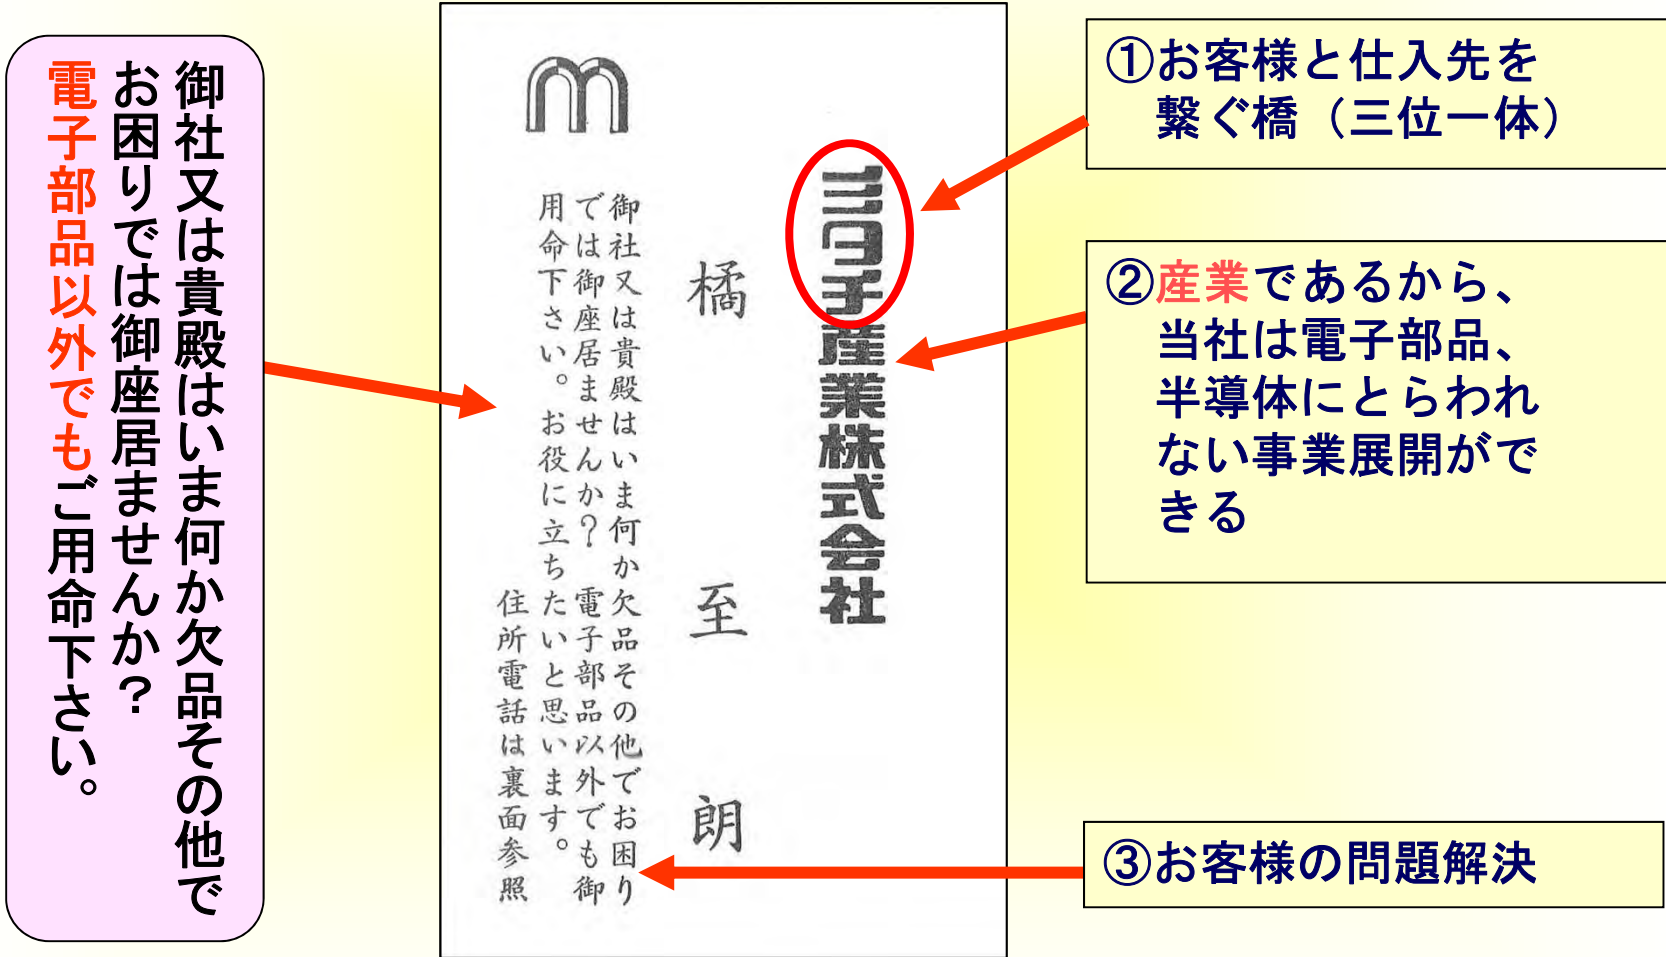 御社又は貴殿はいま何か欠品その他で
お困りでは御座居ませんか？
電子部品以外でもご用命下さい。
m
ミタチ産業株式会社
橘 至 朗
御社又は貴殿はいま何か欠品その他でお困り
では御座居ませんか？ 電子部品以外でも御
用命下さい。お役に立ちたいと思います。
住所電話は裏面参照
①お客様と仕入先を
繋ぐ橋（三位一体）
②産業であるから、
当社は電子部品、
半導体にとらわれ
ない事業展開がで
きる
③お客様の問題解決